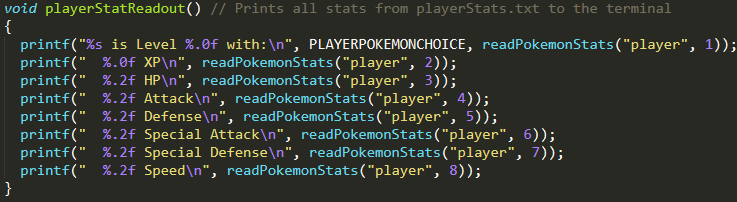 void playerStatReadout() // Prints all stats from playerStats.txt to the terminal
{
  printf("%s is Level %.0f with:\n", PLAYERPOKEMONCHOICE, readPokemonStats("player", 1));
  printf("  %.0f XP\n", readPokemonStats("player", 2));
  printf("  %.2f HP\n", readPokemonStats("player", 3));
  printf("  %.2f Attack\n", readPokemonStats("player", 4));
  printf("  %.2f Defense\n", readPokemonStats("player", 5));
  printf("  %.2f Special Attack\n", readPokemonStats("player", 6));
  printf("  %.2f Special Defense\n", readPokemonStats("player", 7));
  printf("  %.2f Speed\n", readPokemonStats("player", 8));
}